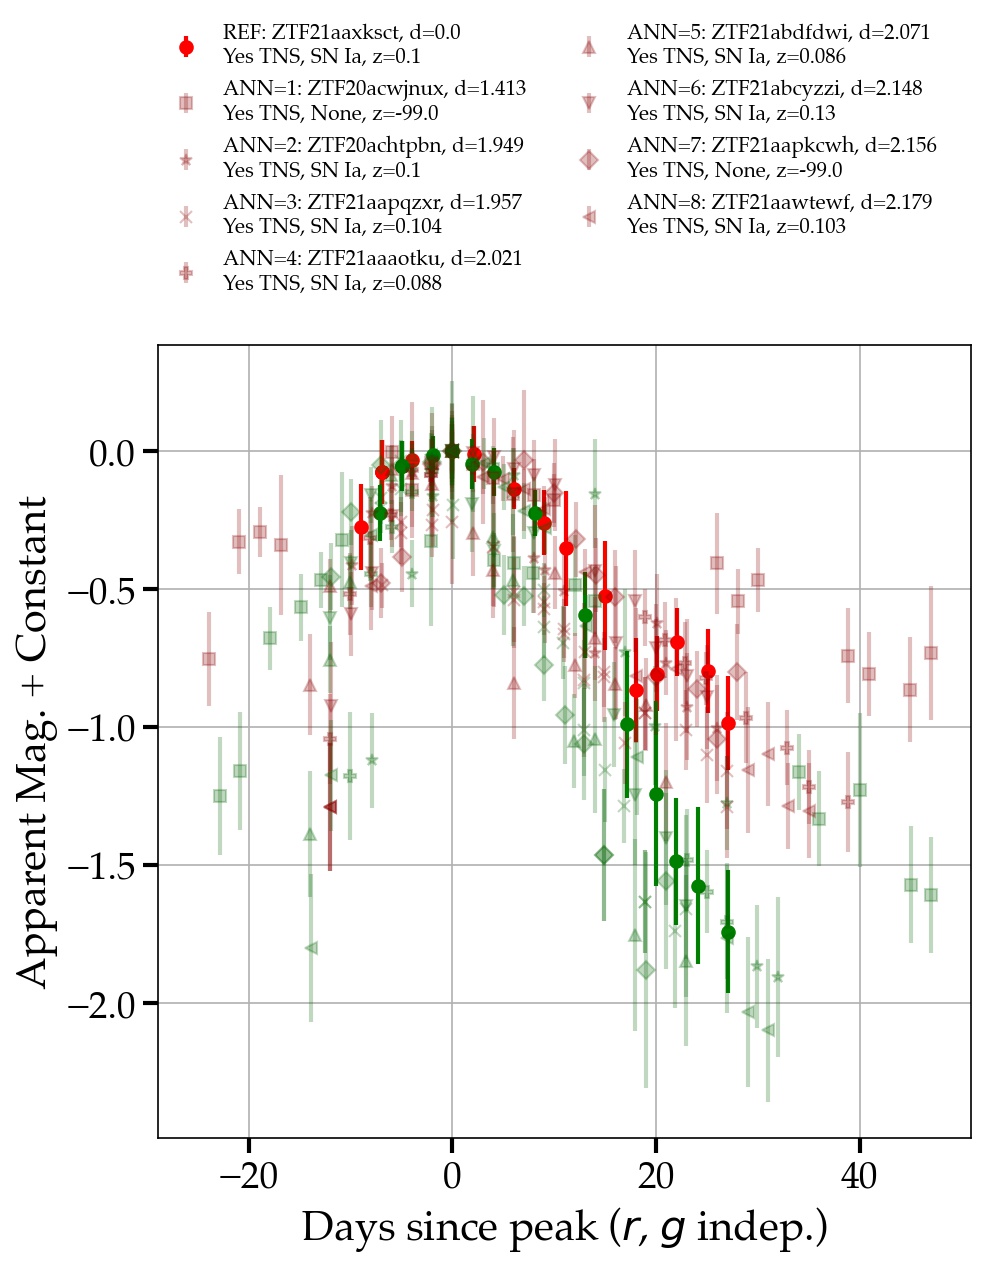 REF: ZTF21aaxksct, d=0.0
Yes TNS, SN Ia, z=0.1
ANN=1: ZTF20acwjnux, d=1.413
Yes TNS, None, z=-99.0
ANN=2: ZTF20achtpbn, d=1.949
Yes TNS, SN Ia, z=0.1
ANN=3: ZTF21aapqzxr, d=1.957
Yes TNS, SN Ia, z=0.104
ANN=4: ZTF21aaaotku, d=2.021
Yes TNS, SN Ia, z=0.088
ANN=5: ZTF21abdfdwi, d=2.071
Yes TNS, SN Ia, z=0.086
ANN=6: ZTF21abcyzzi, d=2.148
Yes TNS, SN Ia, z=0.13
ANN=7: ZTF21aapkcwh, d=2.156
Yes TNS, None, z=-99.0
ANN=8: ZTF21aawtewf, d=2.179
Yes TNS, SN Ia, z=0.103
Apparent Mag. + Constant
0.0
−0.5
−1.0
−1.5
−2.0
−20 0 20 40
Days since peak (r, g indep.)